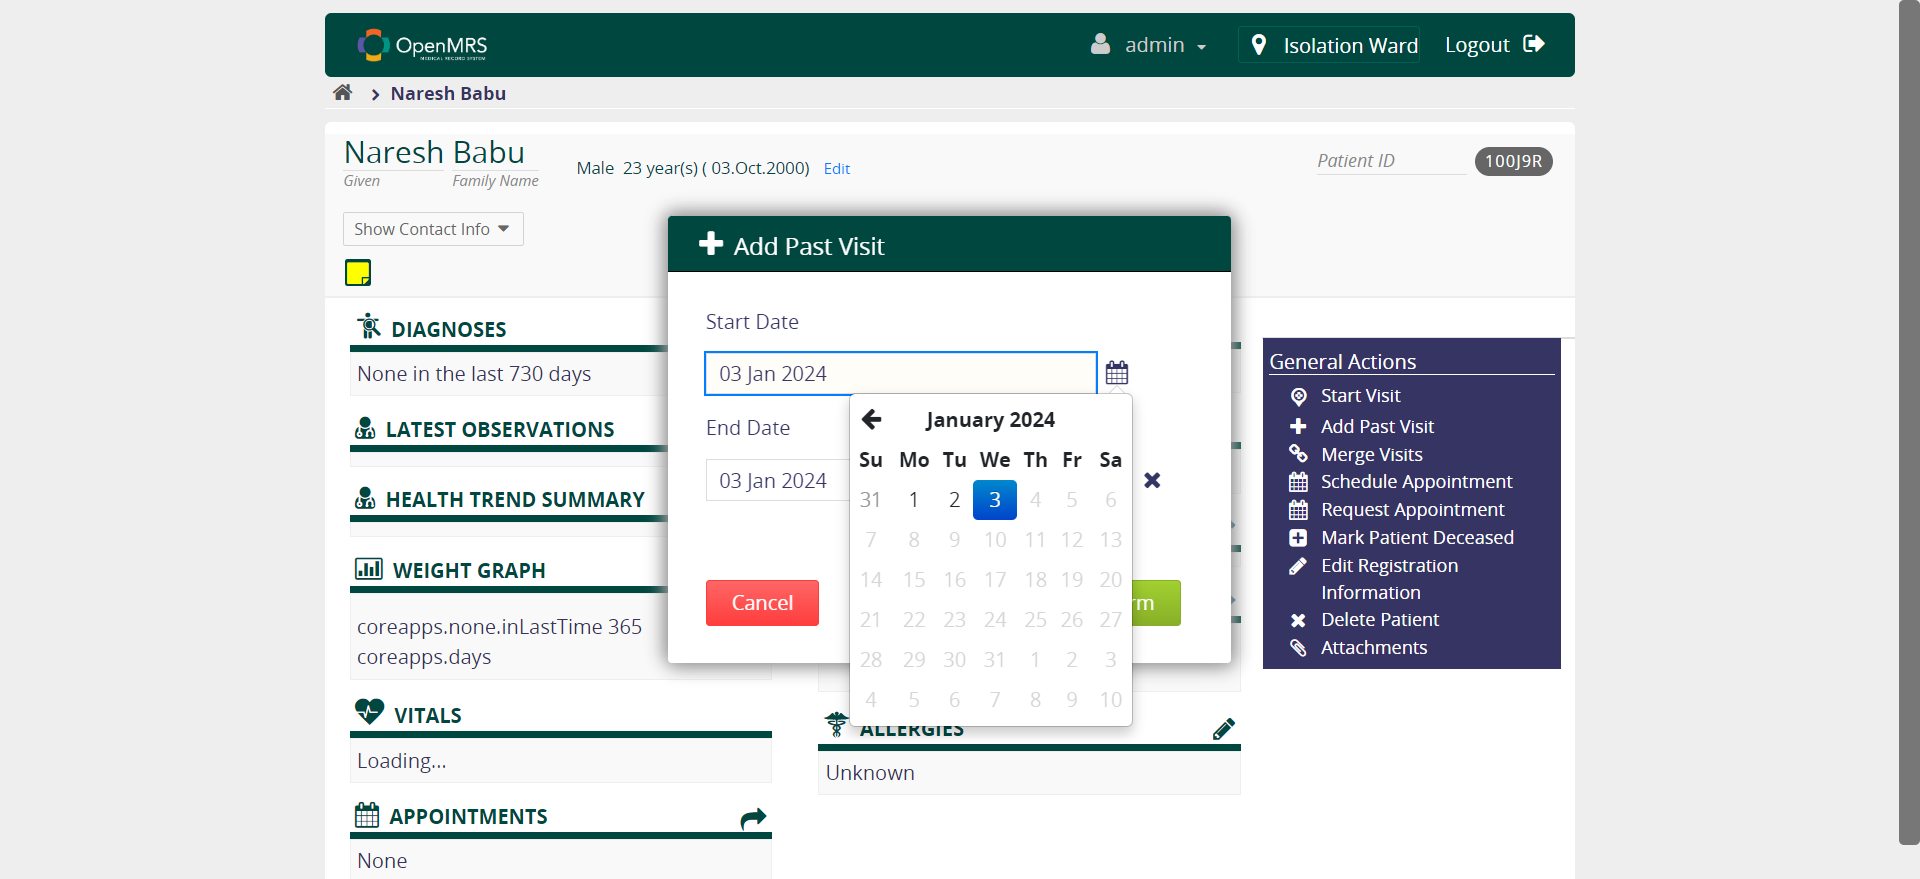 OpenMRS
MEDICAL RECORD SYSTEM
admin
Isolation Ward
Logout
Naresh Babu
Naresh Babu
Given
Family Name
Male 23 year(s) ( 03.Oct.2000) Edit
Patient ID
100J9R
Show Contact Info
Add Past Visit
Start Date
03 Jan 2024
End Date
03 Jan 2024
Cancel
rm
January 2024
Su Mo Tu We Th Fr Sa
31 1 2 3 4 5 6
7 8 9 10 11 12 13
14 15 16 17 18 19 20
21 22 23 24 25 26 27
28 29 30 31 1 2 3
4 5 6 7 8 9 10
DIAGNOSES
None in the last 730 days
LATEST OBSERVATIONS
HEALTH TREND SUMMARY
WEIGHT GRAPH
coreapps.none.inLastTime 365
coreapps.days
VITALS
Loading...
APPOINTMENTS
None
ALLERGIES
Unknown
General Actions
Start Visit
Add Past Visit
Merge Visits
Schedule Appointment
Request Appointment
Mark Patient Deceased
Edit Registration
Information
Delete Patient
Attachments